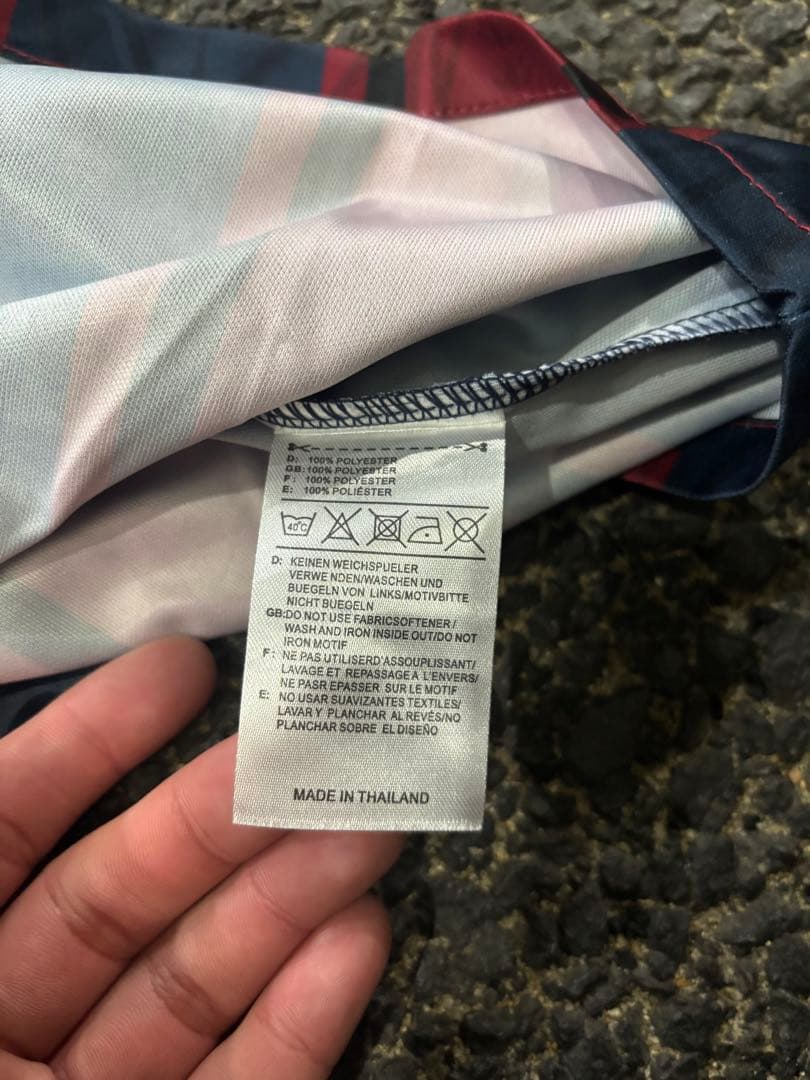 D: 100% POLYESTER
GB: 100% POLYESTER
F: 100% POLYESTER
E: 100% POLIÉSTER
40°C
D: KEINEN WEICHSPUELER
VERWE NDEN/WASCHEN UND
BUEGELN VON LINKS/MOTIVBITTE
NICHT BUEGELN
GB:DO NOT USE FABRICSOFTENER/
WASH AND IRON INSIDE OUT/DO NOT
IRON MOTIF
F: NE PAS UTILISERD'ASSOUPLISSANT/
LAVAGE ET REPASSAGE A L'ENVERS/
NE PASR EPASSER SUR LE MOTIF
E: NO USAR SUAVIZANTES TEXTILES/
LAVAR Y PLANCHAR AL REVÉS/NO
PLANCHAR SOBRE EL DISEÑO
MADE IN THAILAND